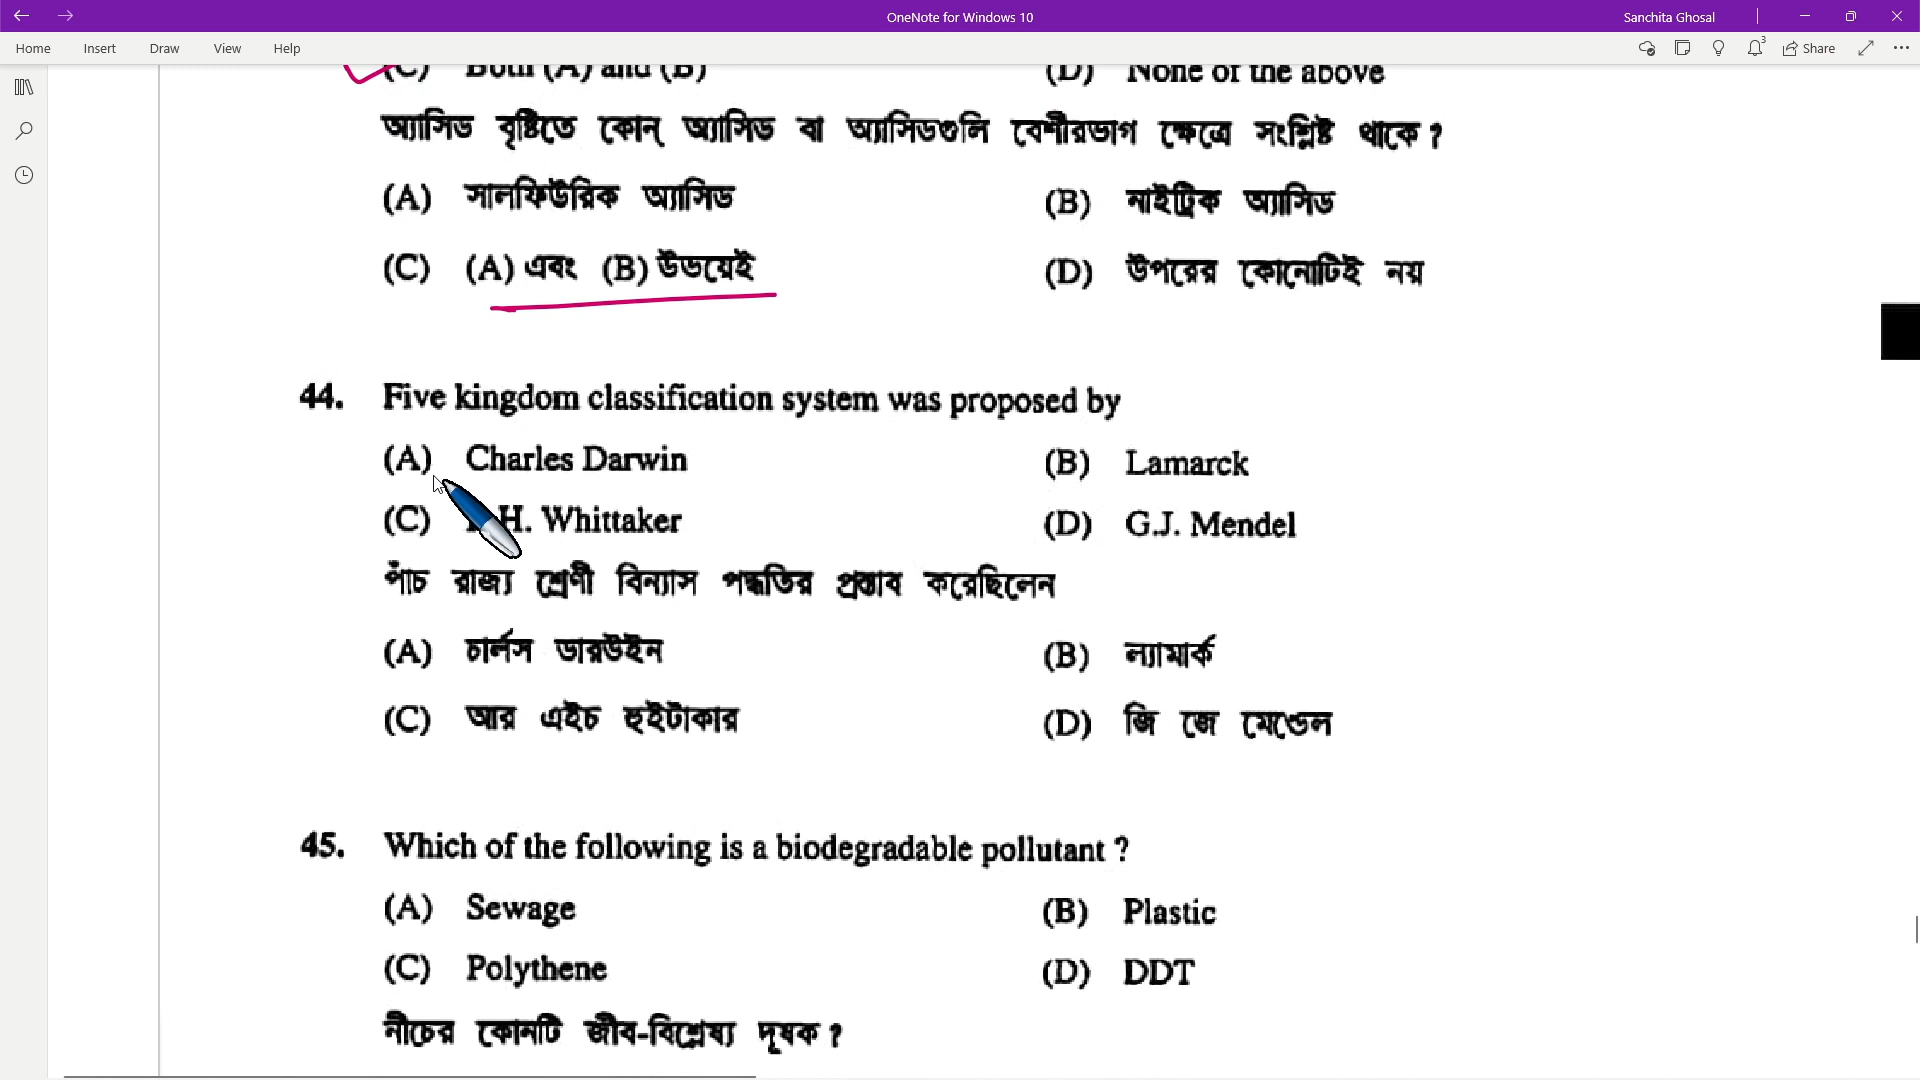 OneNote for Windows 10
Sanchita Ghosal
Home Insert Draw View Help
3
Share
(C) Both (A) and (B) (D) None of the above
অ্যাসিড বৃষ্টিতে কোন্ অ্যাসিড বা অ্যাসিডগুলি বেশীরভাগ ক্ষেত্রে সংশ্লিষ্ট থাকে ?
(A) সালফিউরিক অ্যাসিড (B) নাইট্রিক অ্যাসিড
(C) (A) এবং (B) উভয়েই (D) উপরের কোনোটিই নয়
44. Five kingdom classification system was proposed by
(A) Charles Darwin (B) Lamarck
(C) H. Whittaker (D) G.J. Mendel
পাঁচ রাজ্য শ্রেণী বিন্যাস পদ্ধতির প্রস্তাব করেছিলেন
(A) চার্লস ডারউইন (B) ল্যামার্ক
(C) আর এইচ হুইটাকার (D) জি জে মেণ্ডেল
45. Which of the following is a biodegradable pollutant ?
(A) Sewage (B) Plastic
(C) Polythene (D) DDT
নীচের কোনটি জীব-বিশ্লেষ্য দূষক ?